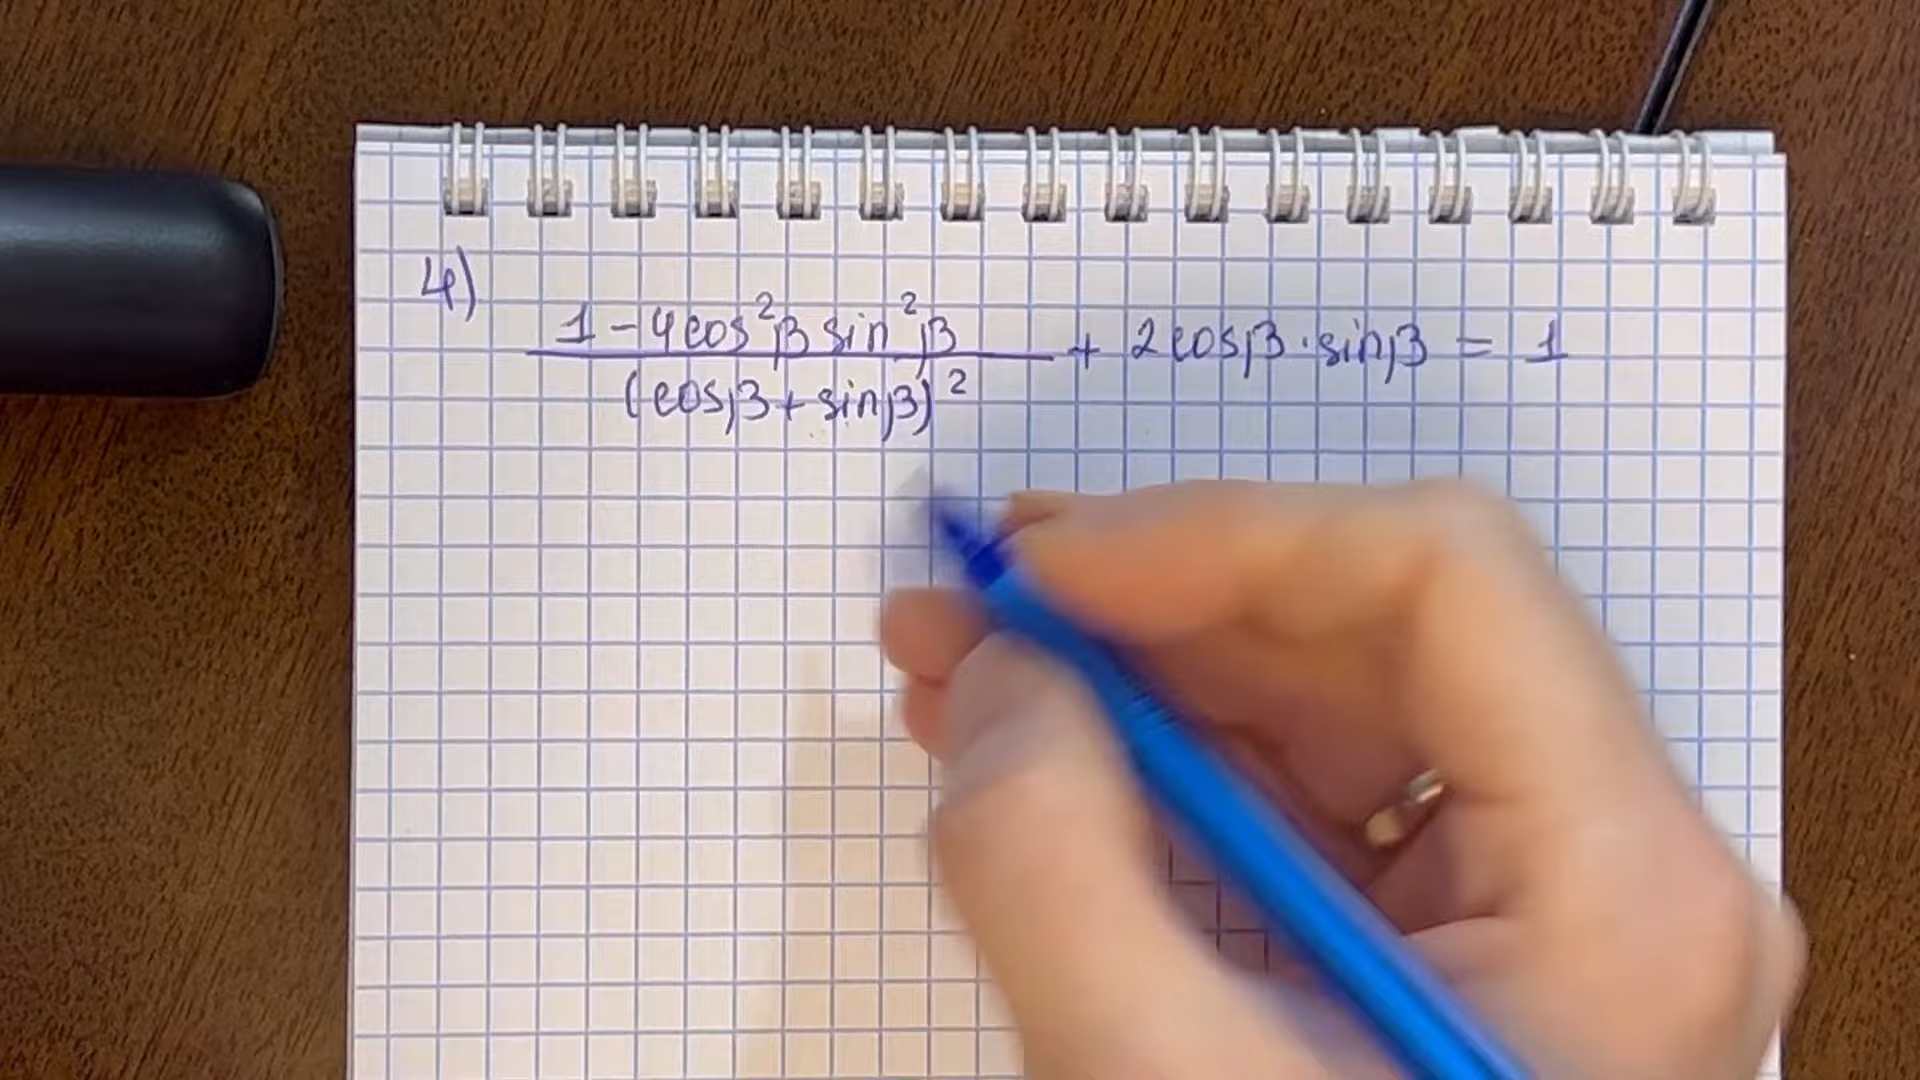 4)
1 - 4cos²β sin²β
――――――――― + 2cosβ · sinβ = 1
(cosβ + sinβ)²